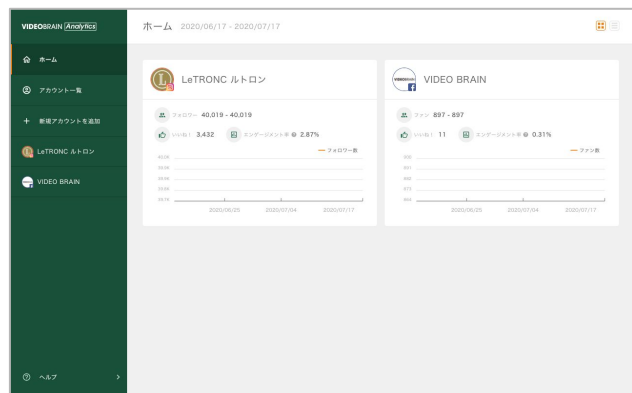 VIDEOBRAIN Analytics
ホーム
アカウント一覧
+ 新規アカウントを追加
LeTRONC ルトロン
VIDEO BRAIN
ヘルプ
ホーム 2020/06/17 - 2020/07/17
LeTRONC ルトロン
フォロワー 40,019 - 40,019
いいね！ 3,432 エンゲージメント率 2.87%
フォロワー数
2020/06/25 2020/07/04 2020/07/17
VIDEO BRAIN
ファン 897 - 897
いいね！ 11 エンゲージメント率 0.31%
ファン数
2020/06/25 2020/07/04 2020/07/17